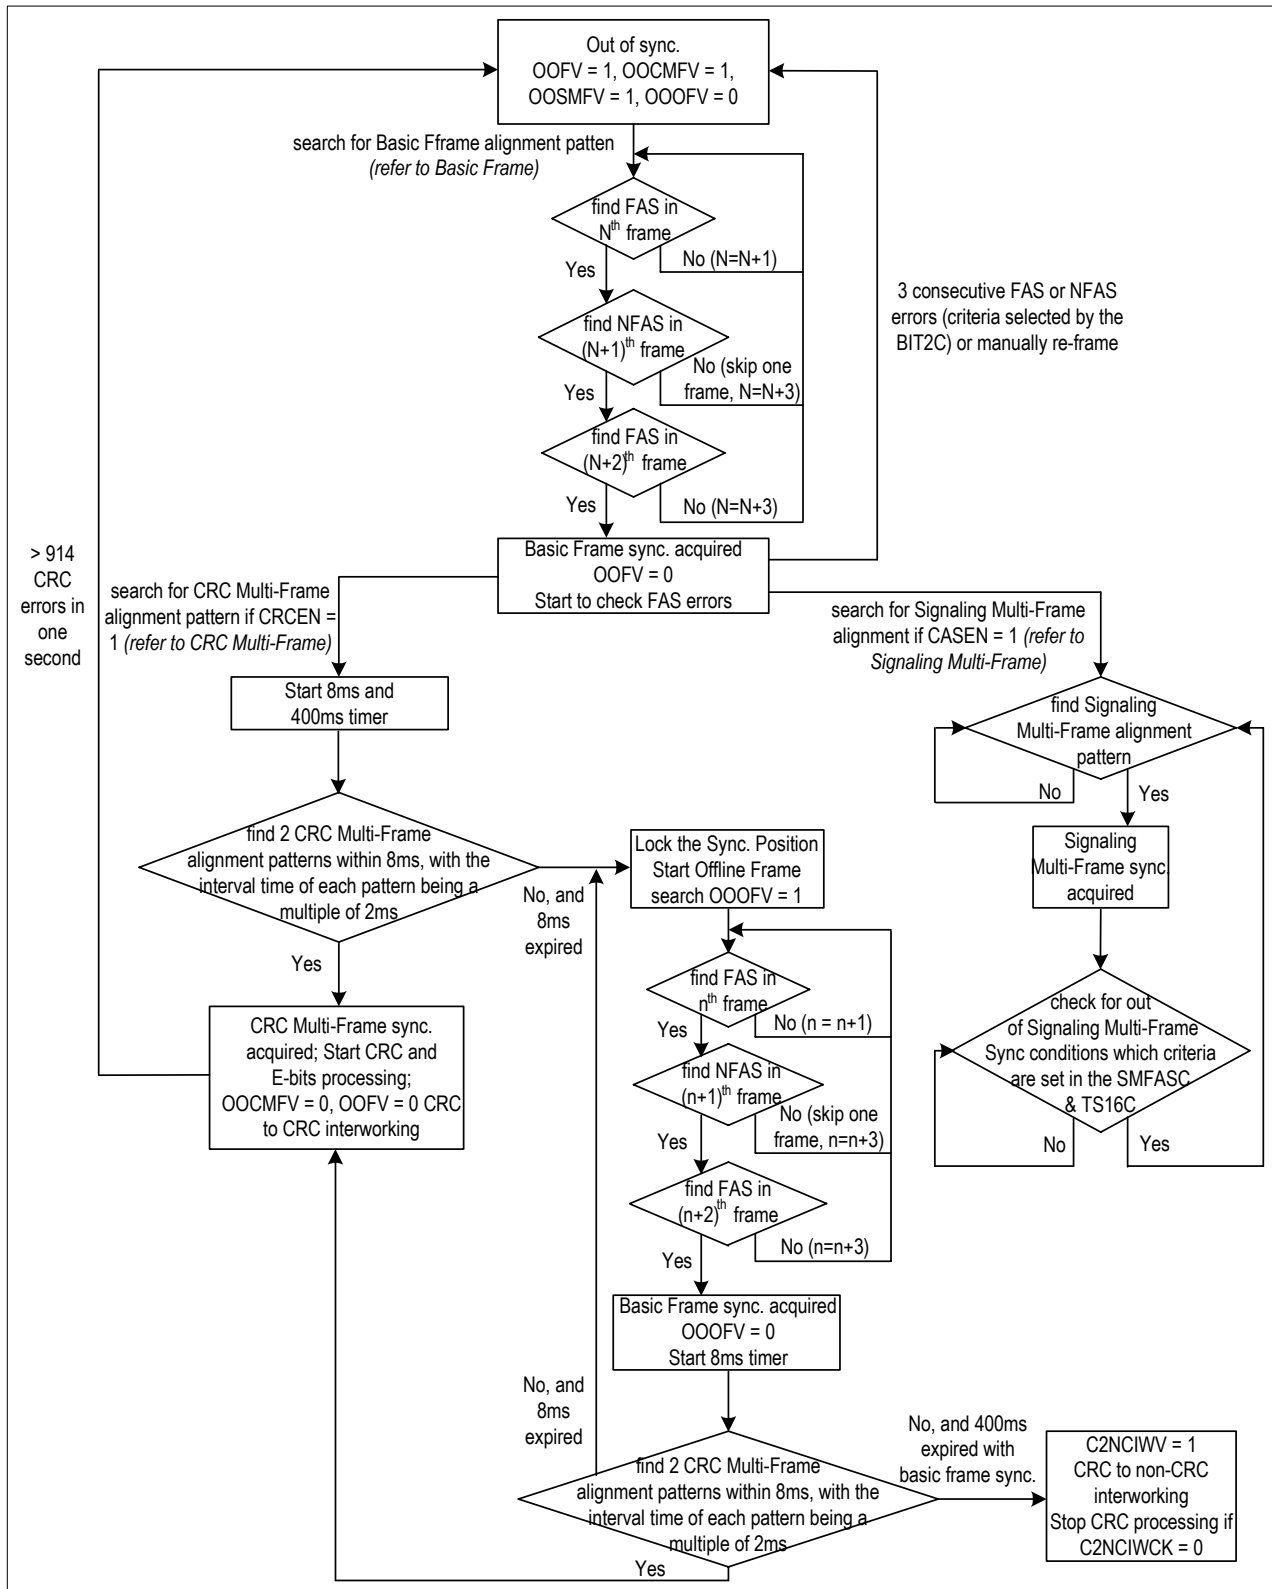 Out of sync.
OOFV = 1, OOCMFV = 1,
OOSMFV = 1, OOOFV = 0
search for Basic Fframe alignment patten
(refer to Basic Frame)
find FAS in
Nth frame
No (N=N+1)
Yes
find NFAS in
(N+1)th frame
No (skip one
frame, N=N+3)
Yes
find FAS in
(N+2)th frame
No (N=N+3)
Yes
3 consecutive FAS or NFAS
errors (criteria selected by the
BIT2C) or manually re-frame
Basic Frame sync. acquired
OOFV = 0
Start to check FAS errors
> 914
CRC
errors in
one
second
search for CRC Multi-Frame
alignment pattern if CRCEN =
1 (refer to CRC Multi-Frame)
search for Signaling Multi-Frame
alignment if CASEN = 1 (refer to
Signaling Multi-Frame)
Start 8ms and
400ms timer
find 2 CRC Multi-Frame
alignment patterns within 8ms, with the
interval time of each pattern being a
multiple of 2ms
No, and
8ms
expired
Yes
CRC Multi-Frame sync.
acquired; Start CRC and
E-bits processing;
OOCMFV = 0, OOFV = 0 CRC
to CRC interworking
Lock the Sync. Position
Start Offline Frame
search OOOFV = 1
find FAS in
nth frame
No (n = n+1)
Yes
find NFAS in
(n+1)th frame
No (skip one
frame, n=n+3)
Yes
find FAS in
(n+2)th frame
No (n=n+3)
Yes
Basic Frame sync. acquired
OOOFV = 0
Start 8ms timer
No, and
8ms
expired
find 2 CRC Multi-Frame
alignment patterns within 8ms, with the
interval time of each pattern being a
multiple of 2ms
Yes
No, and 400ms
expired with
basic frame sync.
C2NCIWV = 1
CRC to non-CRC
interworking
Stop CRC processing if
C2NCIWCK = 0
find Signaling
Multi-Frame alignment
pattern
No
Yes
Signaling
Multi-Frame sync.
acquired
check for out
of Signaling Multi-Frame
Sync conditions which criteria
are set in the SMFASC
& TS16C
No
Yes